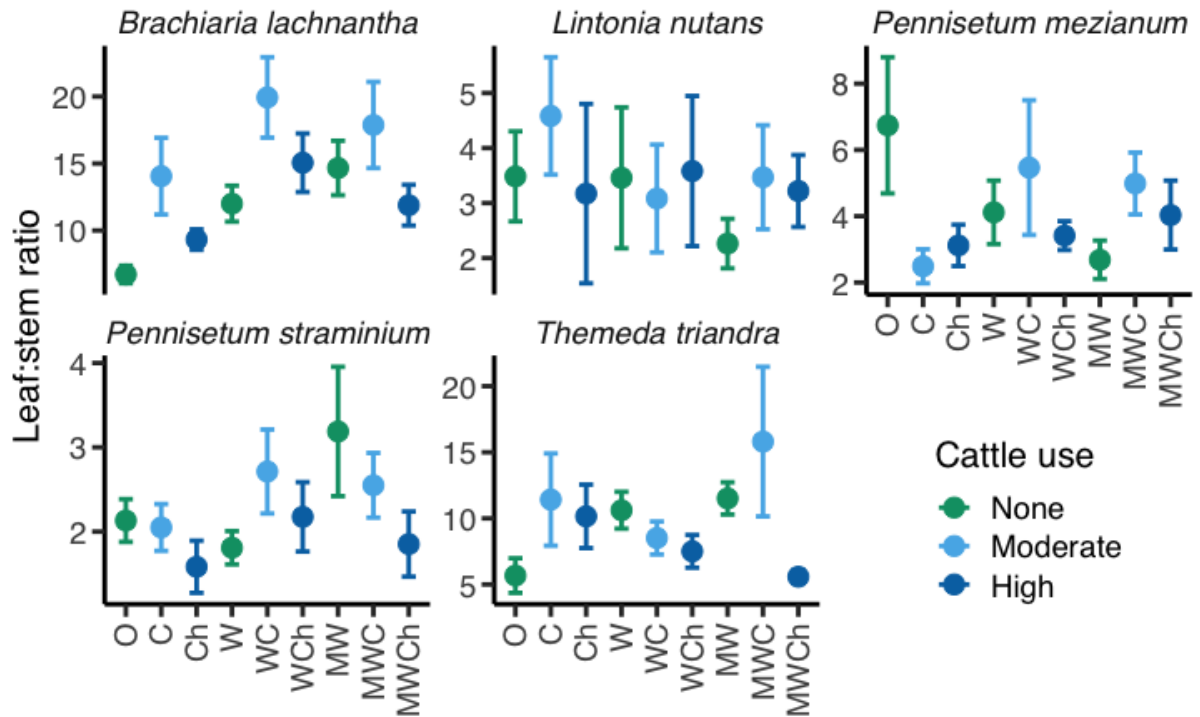 Brachiaria lachnantha
Lintonia nutans
Pennisetum mezianum
Leaf:stem ratio
20
15
10
5
4
3
2
8
6
4
2
O
C
Ch
W
WC
WCh
MW
MWC
MWCh
Pennisetum straminium
Themeda triandra
4
3
2
20
15
10
5
O
C
Ch
W
WC
WCh
MW
MWC
MWCh
O
C
Ch
W
WC
WCh
MW
MWC
MWCh
Cattle use
None
Moderate
High